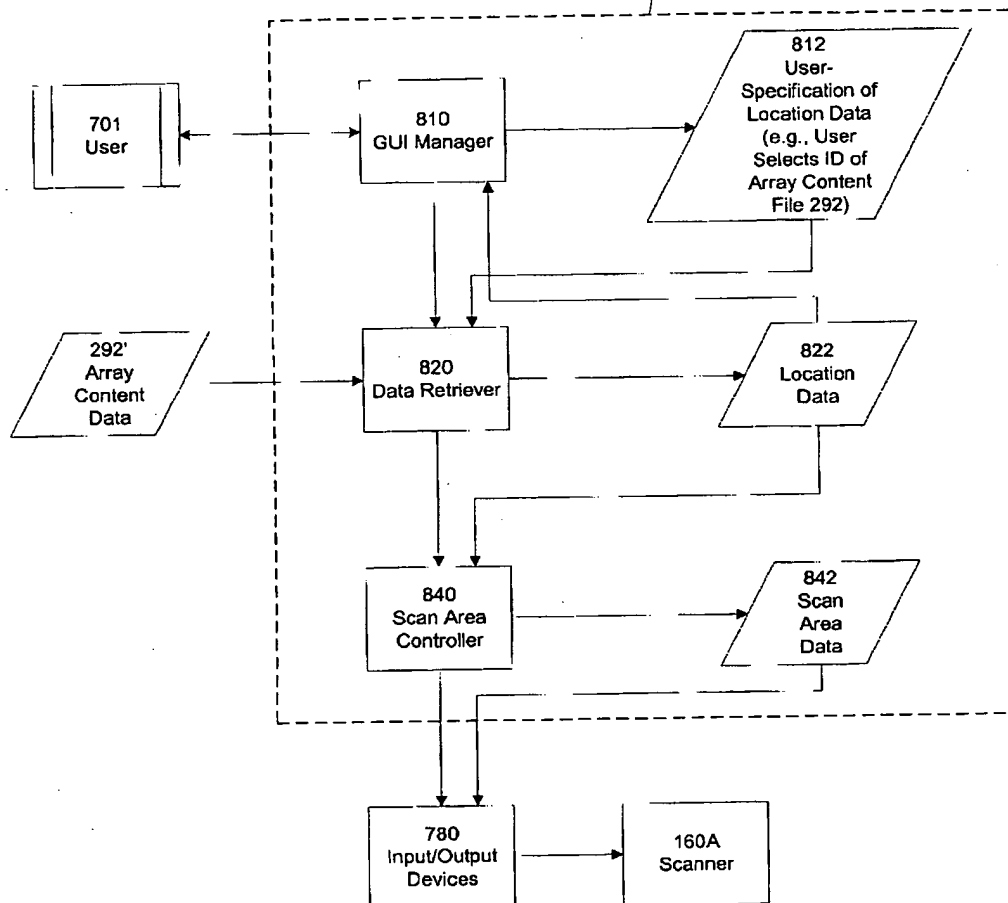 812
User-
Specification of
Location Data
(e.g., User
Selects ID of
Array Content
File 292)
701
User
810
GUI Manager
292'
Array
Content
Data
820
Data Retriever
822
Location
Data
840
Scan Area
Controller
842
Scan
Area
Data
780
Input/Output
Devices
160A
Scanner